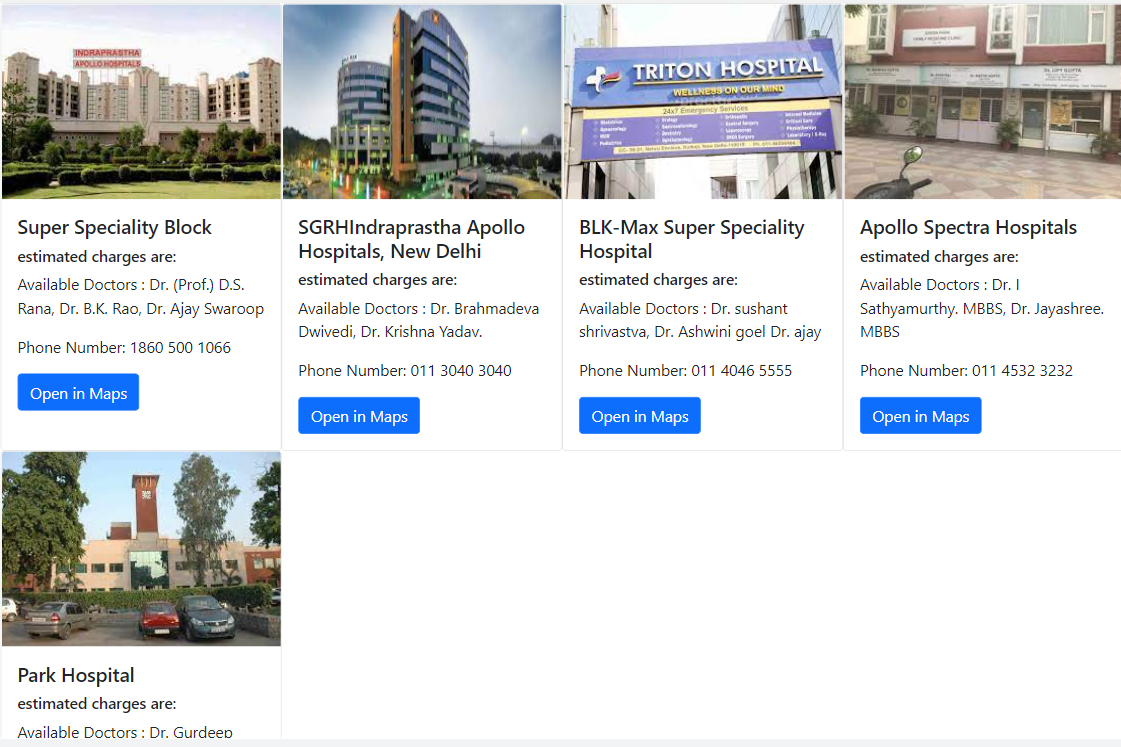 INDRAPRASTHA
APOLLO HOSPITALS
TRITON HOSPITAL
WELLNESS ON OUR MIND
24x7 Emergency Services
Super Speciality Block
estimated charges are:
Available Doctors : Dr. (Prof.) D.S.
Rana, Dr. B.K. Rao, Dr. Ajay Swaroop
Phone Number: 1860 500 1066
Open in Maps
SGRHIndraprastha Apollo
Hospitals, New Delhi
estimated charges are:
Available Doctors : Dr. Brahmadeva
Dwivedi, Dr. Krishna Yadav.
Phone Number: 011 3040 3040
Open in Maps
BLK-Max Super Speciality
Hospital
estimated charges are:
Available Doctors : Dr. sushant
shrivastva, Dr. Ashwini goel Dr. ajay
Phone Number: 011 4046 5555
Open in Maps
Apollo Spectra Hospitals
estimated charges are:
Available Doctors : Dr. I
Sathyamurthy. MBBS, Dr. Jayashree.
MBBS
Phone Number: 011 4532 3232
Open in Maps
Park Hospital
estimated charges are:
Available Doctors : Dr. Gurdeep